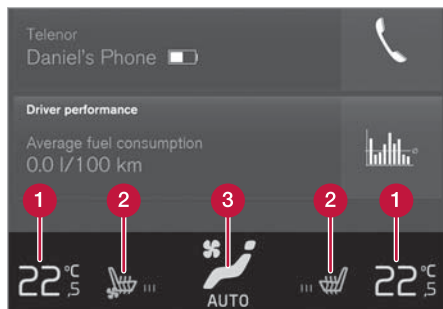 Telenor
Daniel's Phone
Driver performance
Average fuel consumption
0.0 l/100 km
1 2 3 2 1
22°C,5 AUTO 22°C,5